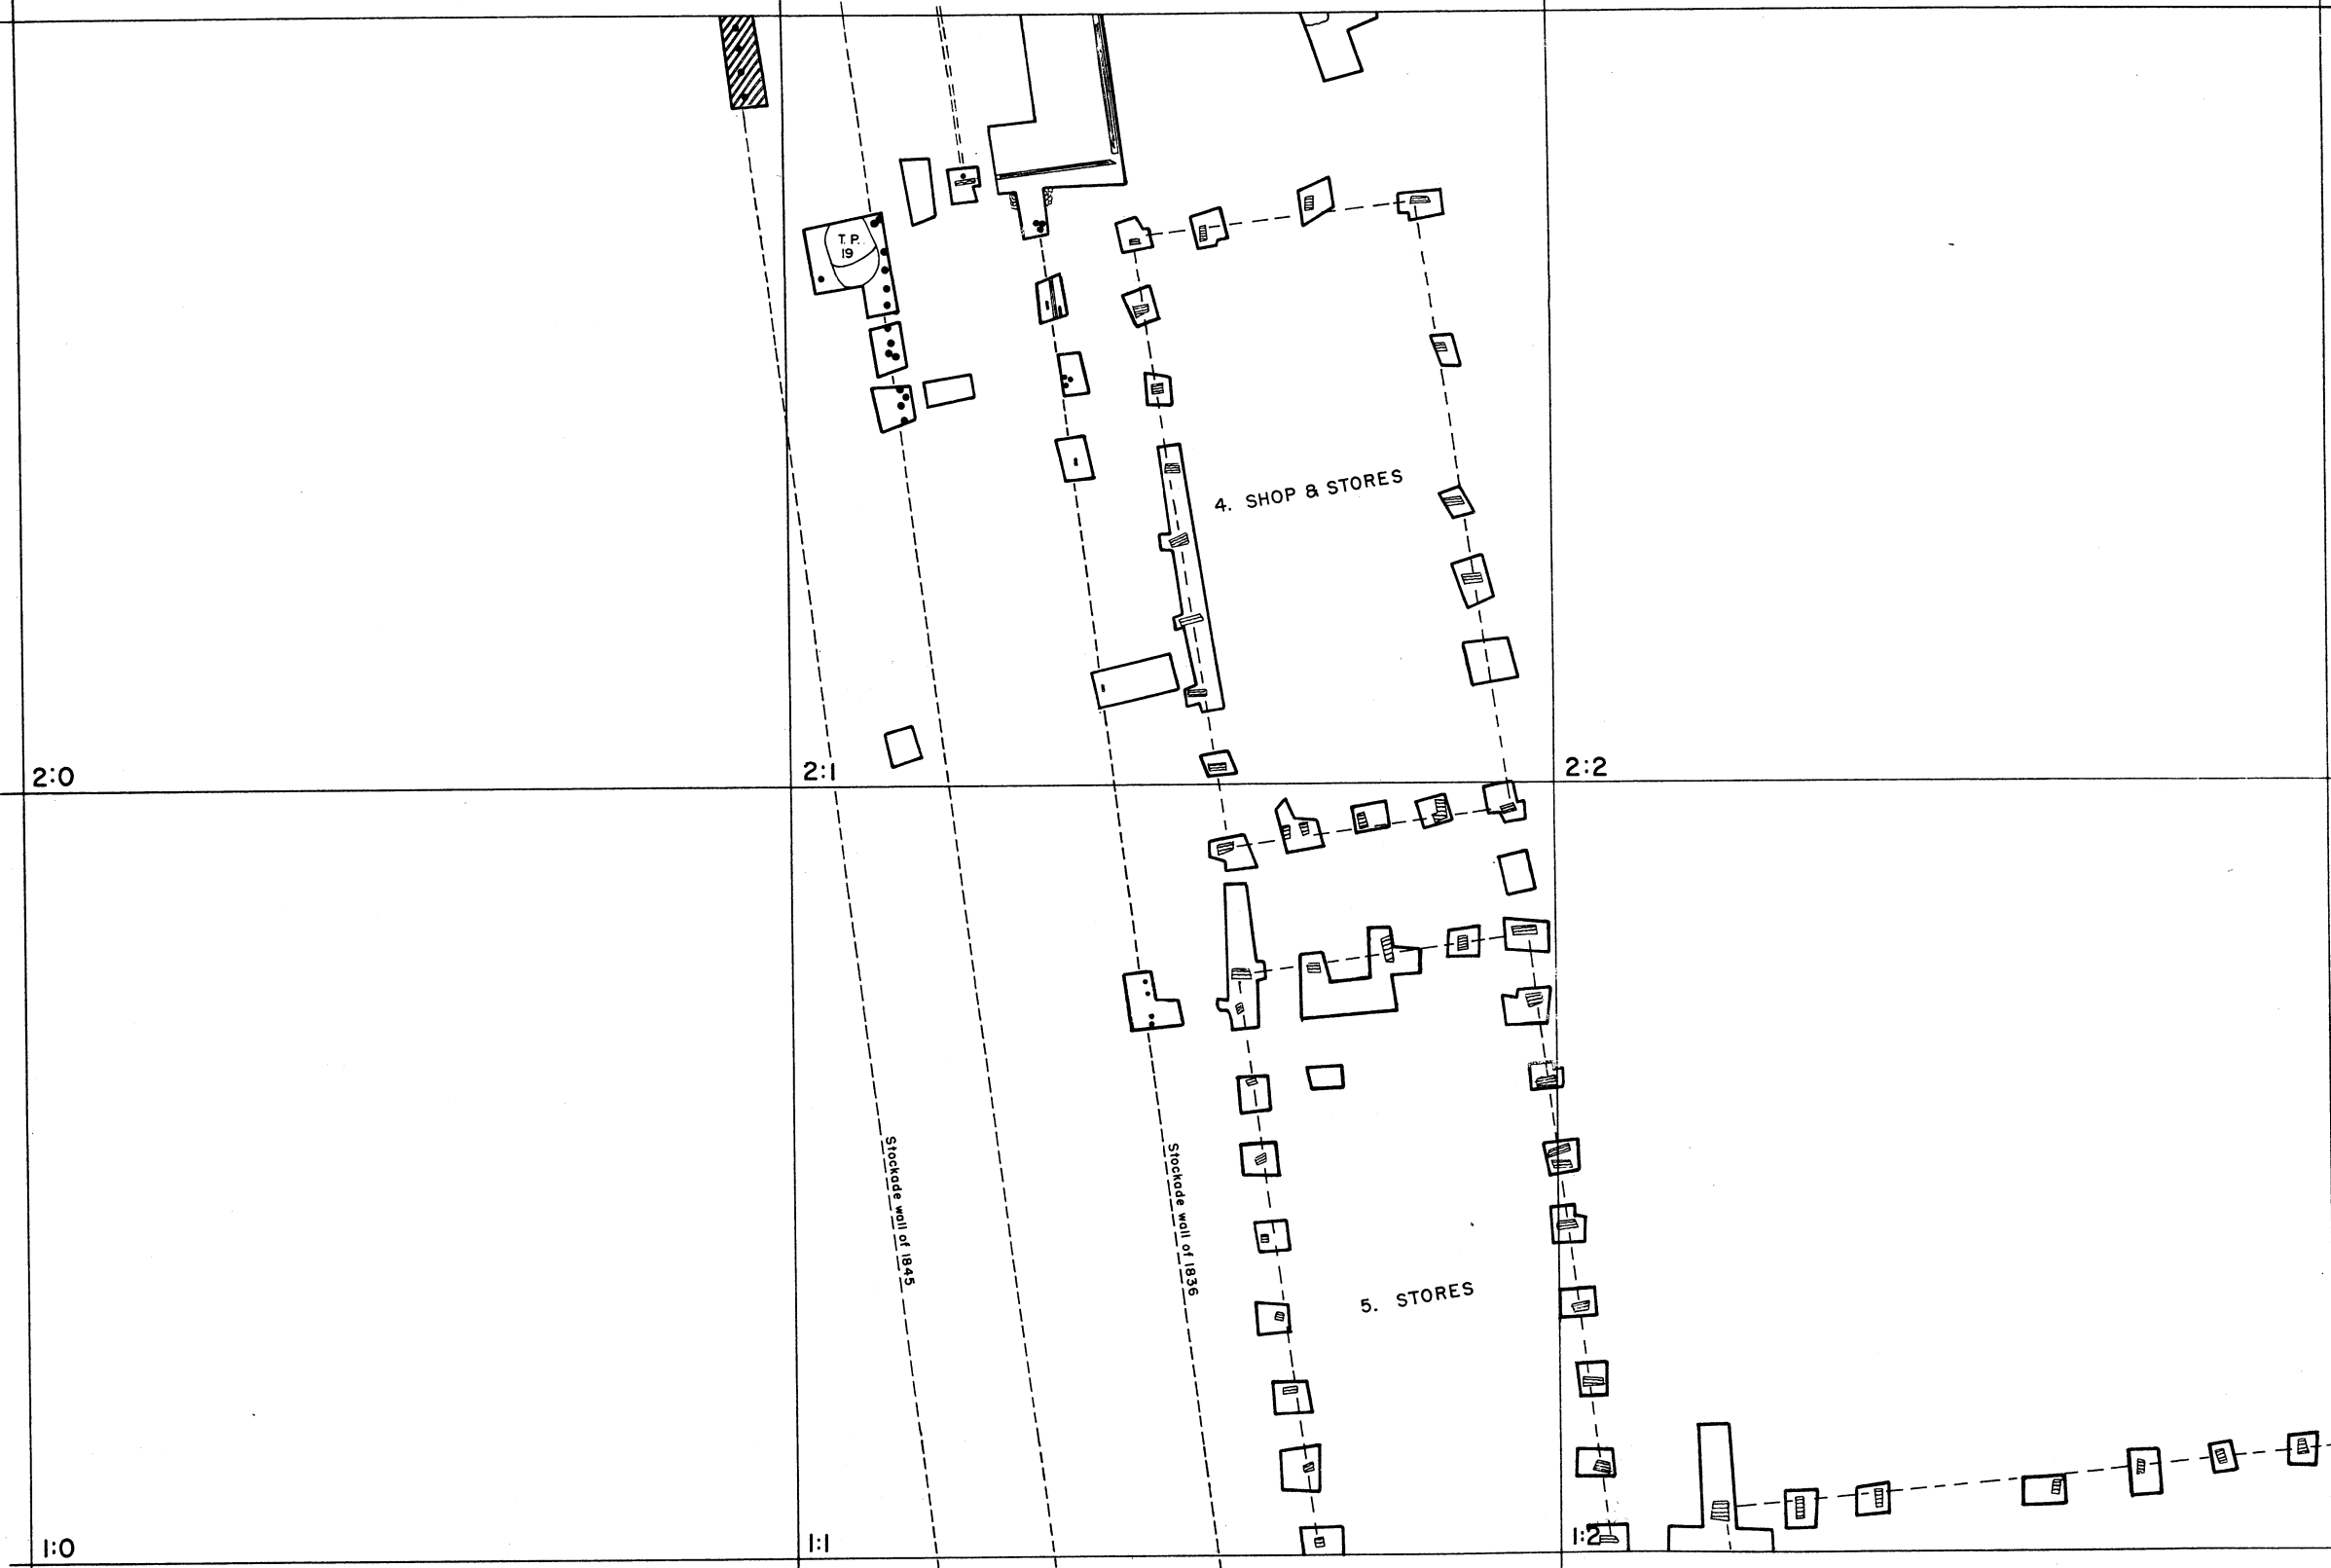 T.P.
19
4. SHOP & STORES
2:0
2:1
2:2
Stockade wall of 1845
Stockade wall of 1836
5. STORES
1:0
1:1
1:2